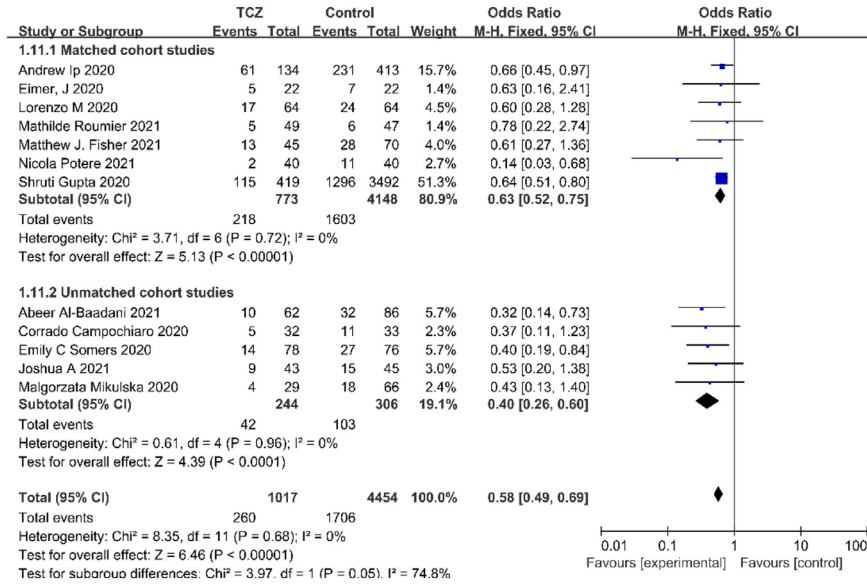 TCZ Control Odds Ratio Odds Ratio
Study or Subgroup Events Total Events Total Weight M-H, Fixed, 95% CI M-H, Fixed, 95% CI
1.11.1 Matched cohort studies
Andrew Ip 2020 61 134 231 413 15.7% 0.66 [0.45, 0.97]
Eimer, J 2020 5 22 7 22 1.4% 0.63 [0.16, 2.41]
Lorenzo M 2020 17 64 24 64 4.5% 0.60 [0.28, 1.28]
Mathilde Roumier 2021 5 49 6 47 1.4% 0.78 [0.22, 2.74]
Matthew J. Fisher 2021 13 45 28 70 4.1% 0.61 [0.27, 1.36]
Nicola Potere 2021 2 40 11 40 2.7% 0.14 [0.03, 0.68]
Shruti Gupta 2020 115 419 1296 3492 51.3% 0.64 [0.51, 0.80]
Subtotal (95% CI) 773 4148 80.9% 0.63 [0.52, 0.75]
Total events 218 1603
Heterogeneity: Chi² = 3.71, df = 6 (P = 0.72); I² = 0%
Test for overall effect: Z = 5.13 (P < 0.00001)
1.11.2 Unmatched cohort studies
Abeer Al-Baadani 2021 10 62 32 86 5.7% 0.32 [0.14, 0.73]
Corrado Campochiaro 2020 5 32 11 33 2.3% 0.37 [0.11, 1.23]
Emily C Somers 2020 14 78 27 76 5.7% 0.40 [0.19, 0.84]
Joshua A 2021 9 43 15 45 3.0% 0.53 [0.20, 1.38]
Malgorzata Mikulska 2020 4 29 18 66 2.4% 0.43 [0.13, 1.40]
Subtotal (95% CI) 244 306 19.1% 0.40 [0.26, 0.60]
Total events 42 103
Heterogeneity: Chi² = 0.61, df = 4 (P = 0.96); I² = 0%
Test for overall effect: Z = 4.39 (P < 0.0001)
Total (95% CI) 1017 4454 100.0% 0.58 [0.49, 0.69]
Total events 260 1706
Heterogeneity: Chi² = 8.35, df = 11 (P = 0.68); I² = 0%
Test for overall effect: Z = 6.46 (P < 0.00001)
Test for subgroup differences: Chi² = 3.97, df = 1 (P = 0.05), I² = 74.8%
0.01 0.1 1 10 100
Favours [experimental] Favours [control]